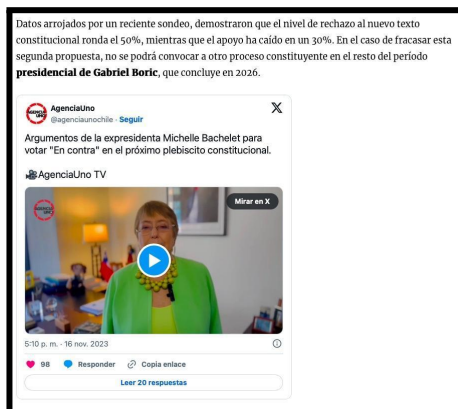 Datos arrojados por un reciente sondeo, demostraron que el nivel de rechazo al nuevo texto
constitucional ronda el 50%, mientras que el apoyo ha caído en un 30%. En el caso de fracasar esta
segunda propuesta, no se podrá convocar a otro proceso constituyente en el resto del período
presidencial de Gabriel Boric, que concluye en 2026.
AGENCIA UNO
AgenciaUno
@agenciaunochile · Seguir
X
Argumentos de la expresidenta Michelle Bachelet para
votar "En contra" en el próximo plebiscito constitucional.
🎥AgenciaUno TV
Mirar en X
5:10 p. m. · 16 nov. 2023
98 Responder Copia enlace
Leer 20 respuestas